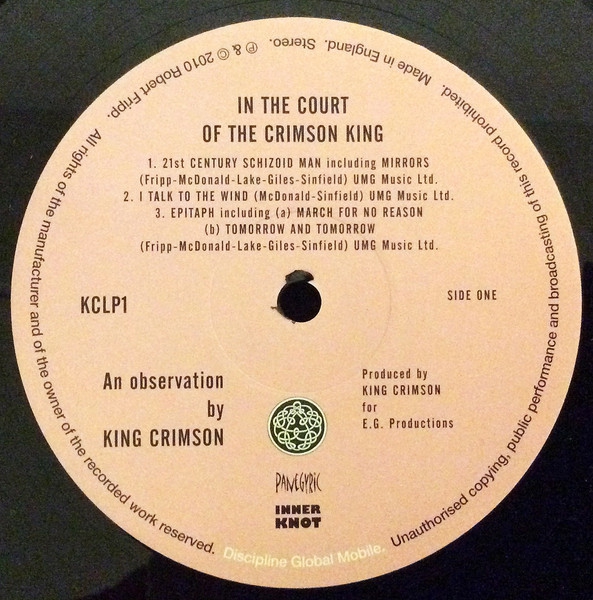 IN THE COURT
OF THE CRIMSON KING
1. 21st CENTURY SCHIZOID MAN including MIRRORS
(Fripp-McDonald-Lake-Giles-Sinfield) UMG Music Ltd.
2. I TALK TO THE WIND (McDonald-Sinfield) UMG Music Ltd.
3. EPITAPH including (a) MARCH FOR NO REASON
(b) TOMORROW AND TOMORROW
(Fripp-McDonald-Lake-Giles-Sinfield) UMG Music Ltd.
KCLP1
SIDE ONE
An observation
by
KING CRIMSON
Produced by
KING CRIMSON
for
E.G. Productions
PANEGYRIC
INNER
KNOT
All rights of the manufacturer and of the owner of the recorded work reserved. Discipline Global Mobile. Unauthorised copying, public performance and broadcasting of this record prohibited. Made in England. Stereo. ℗ & © 2010 Robert Fripp.